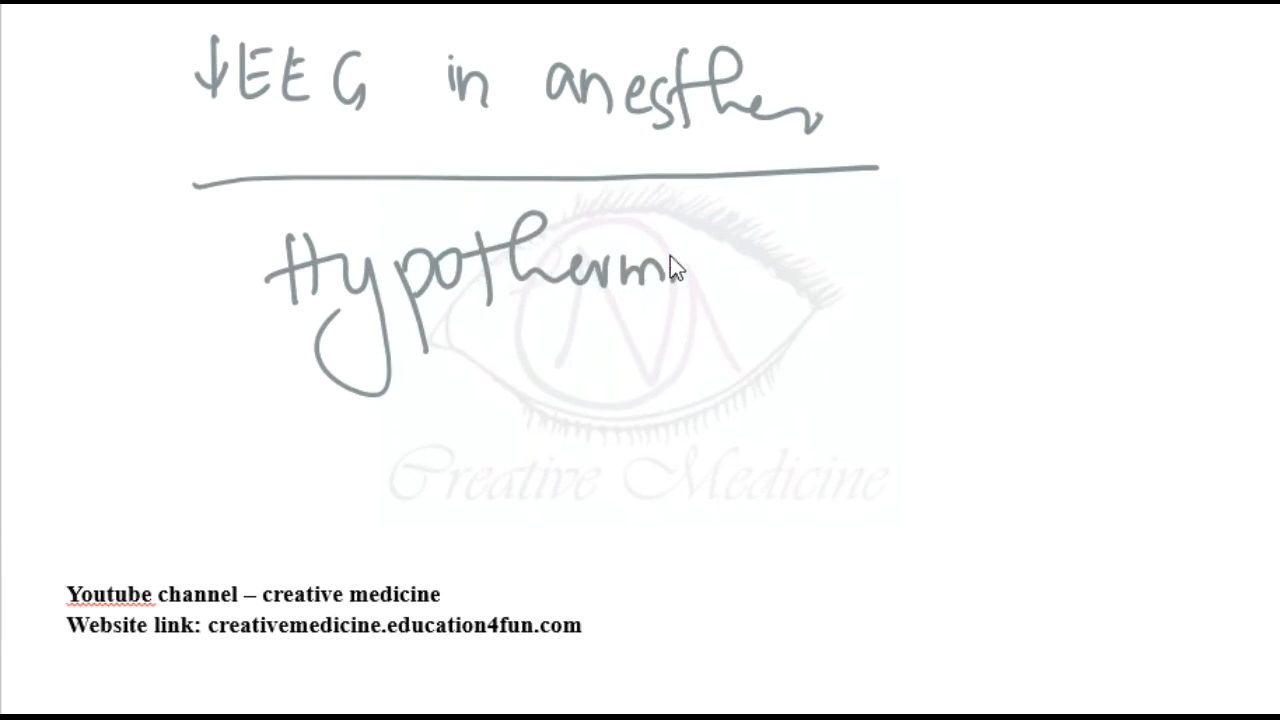 ↓EEG in anesthe
Hypotherm
Creative Medicine
Youtube channel – creative medicine
Website link: creativemedicine.education4fun.com